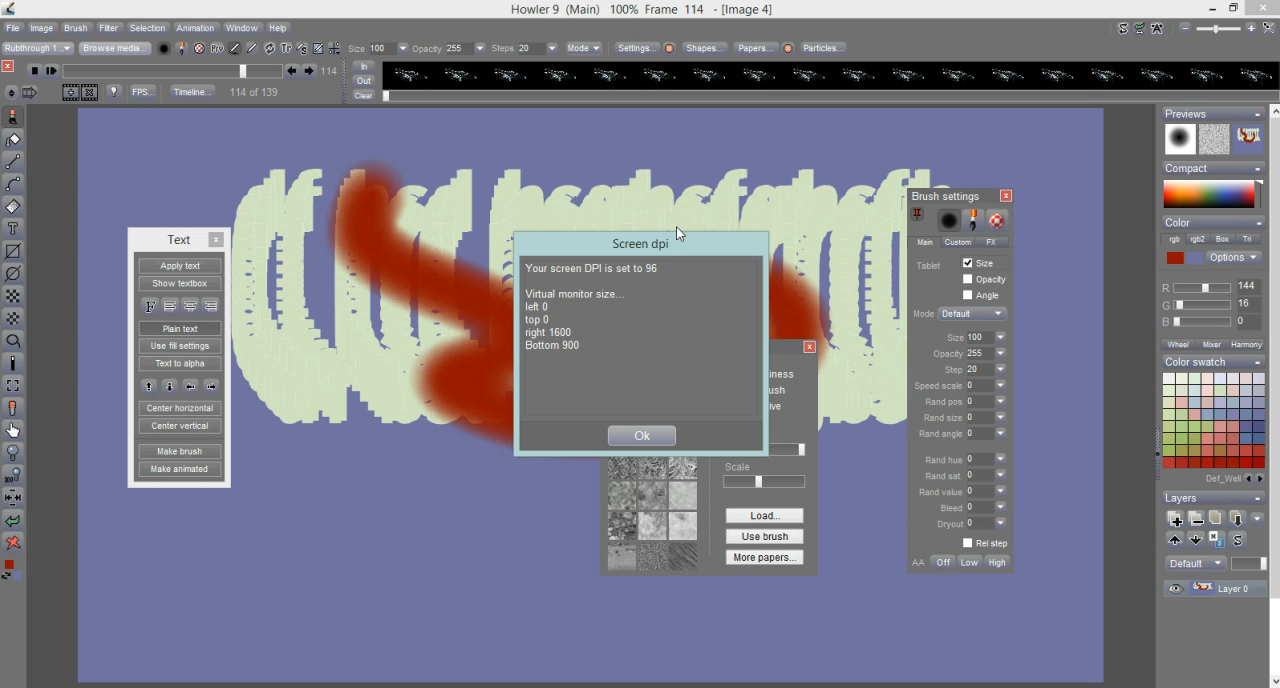 Howler 9 (Main) 100% Frame 114 - [Image 4]
File Image Brush Filter Selection Animation Window Help
Rubthrough 1... Browse media... Pro Tr Size 100 Opacity 255 Steps 20 Mode Settings... Shapes... Papers... Particles...
114 In
Out
FPS... Timeline... 114 of 139 Clear
Text
Apply text
Show textbox
F
Plain text
Use fill settings
Text to alpha
Center horizontal
Center vertical
Make brush
Make animated
Screen dpi
Your screen DPI is set to 96
Virtual monitor size...
left 0
top 0
right 1600
Bottom 900
Ok
Scale
Load...
Use brush
More papers...
Brush settings
Main Custom FX
Tablet Size
Opacity
Angle
Mode Default
Size 100
Opacity 255
Step 20
Speed scale 0
Rand pos 0
Rand size 0
Rand angle 0
Rand hue 0
Rand sat. 0
Rand value 0
Bleed 0
Dryout 0
Rel step
AA Off Low High
Previews
Compact
Color
rgb rgb2 Box Tri
Options
R 144
G 16
B 0
Wheel Mixer Harmony
Color swatch
Def_Well
Layers
Default
Layer 0